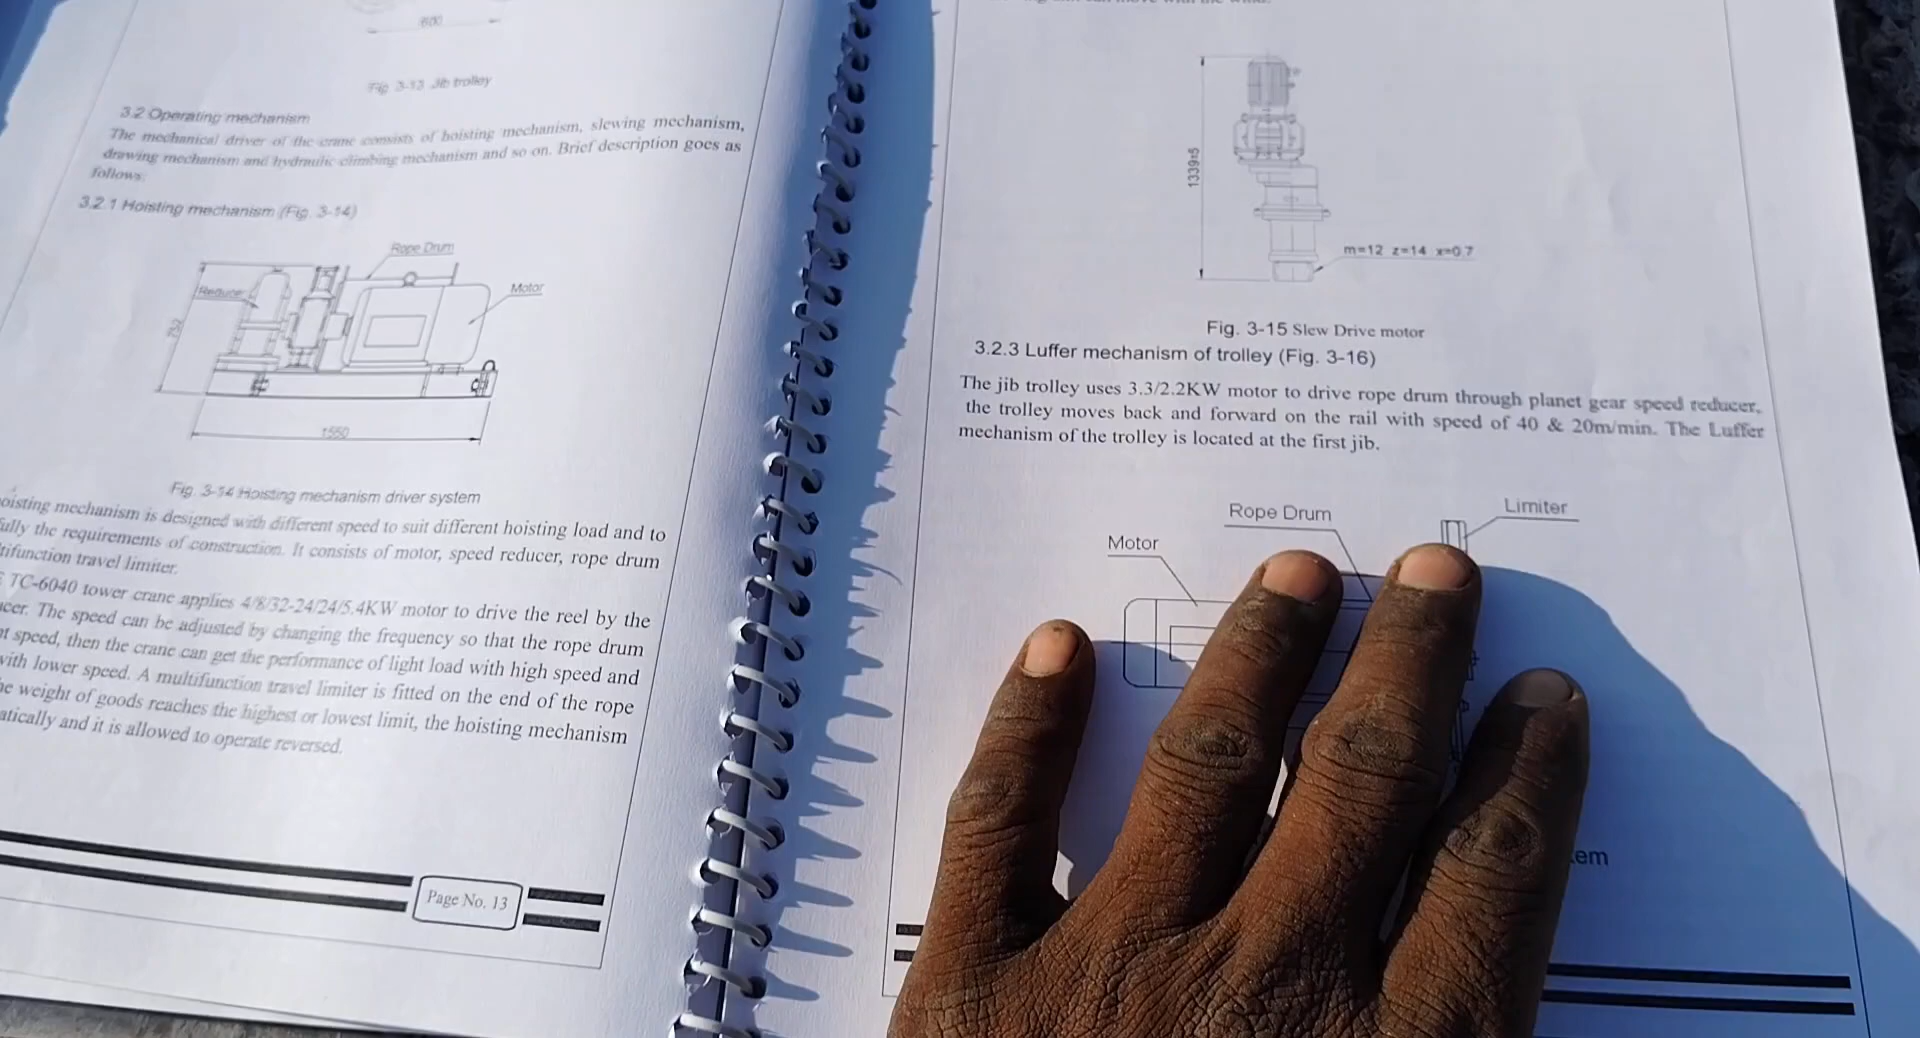 600
Fig. 3-13 Jib trolley
3.2 Operating mechanism
The mechanical driver of the crane consists of hoisting mechanism, slewing mechanism,
drawing mechanism and hydraulic climbing mechanism and so on. Brief description goes as
follows:
3.2.1 Hoisting mechanism (Fig. 3-14)
Rope Drum
Reducer
Motor
1550
Fig. 3-14 Hoisting mechanism driver system
oisting mechanism is designed with different speed to suit different hoisting load and to
fully the requirements of construction. It consists of motor, speed reducer, rope drum
tifunction travel limiter.
TC-6040 tower crane applies 4/8/32-24/24/5.4KW motor to drive the reel by the
ucer. The speed can be adjusted by changing the frequency so that the rope drum
nt speed, then the crane can get the performance of light load with high speed and
with lower speed. A multifunction travel limiter is fitted on the end of the rope
he weight of goods reaches the highest or lowest limit, the hoisting mechanism
atically and it is allowed to operate reversed.
Page No. 13
1339±5
m=12 z=14 x=0.7
Fig. 3-15 Slew Drive motor
3.2.3 Luffer mechanism of trolley (Fig. 3-16)
The jib trolley uses 3.3/2.2KW motor to drive rope drum through planet gear speed reducer,
the trolley moves back and forward on the rail with speed of 40 & 20m/min. The Luffer
mechanism of the trolley is located at the first jib.
Rope Drum
Limiter
Motor
tem